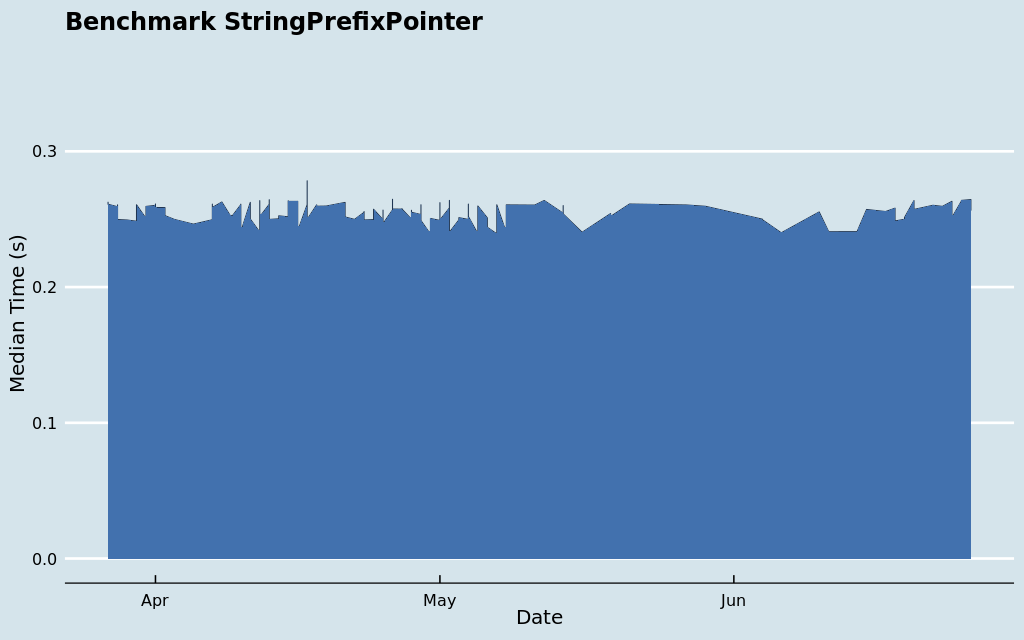 Benchmark StringPrefixPointer
Median Time (s)
0.3
0.2
0.1
0.0
Apr
May
Jun
Date